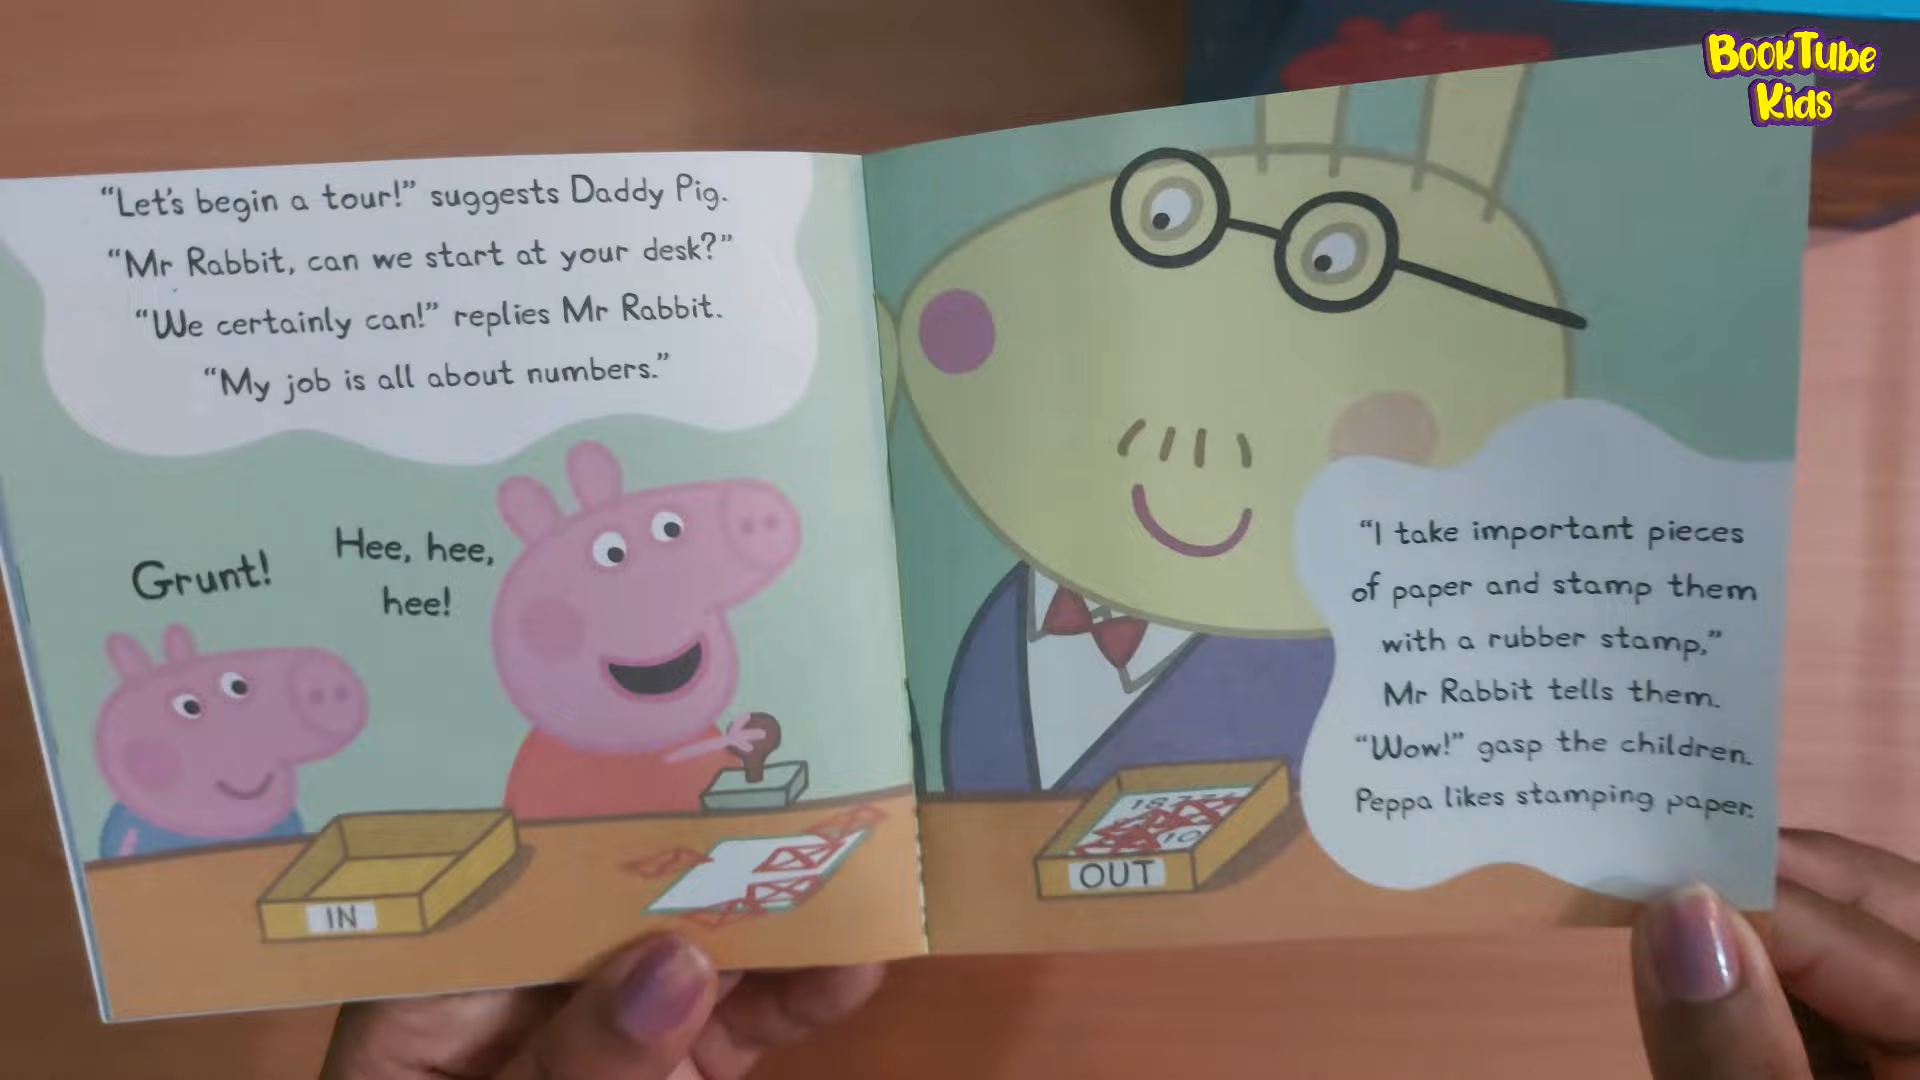 “Let's begin a tour!” suggests Daddy Pig.
“Mr Rabbit, can we start at your desk?”
“We certainly can!” replies Mr Rabbit.
“My job is all about numbers.”
Grunt!
Hee, hee,
hee!
IN
OUT
10
“I take important pieces
of paper and stamp them
with a rubber stamp,”
Mr Rabbit tells them.
“Wow!” gasp the children.
Peppa likes stamping paper.
BookTube
Kids